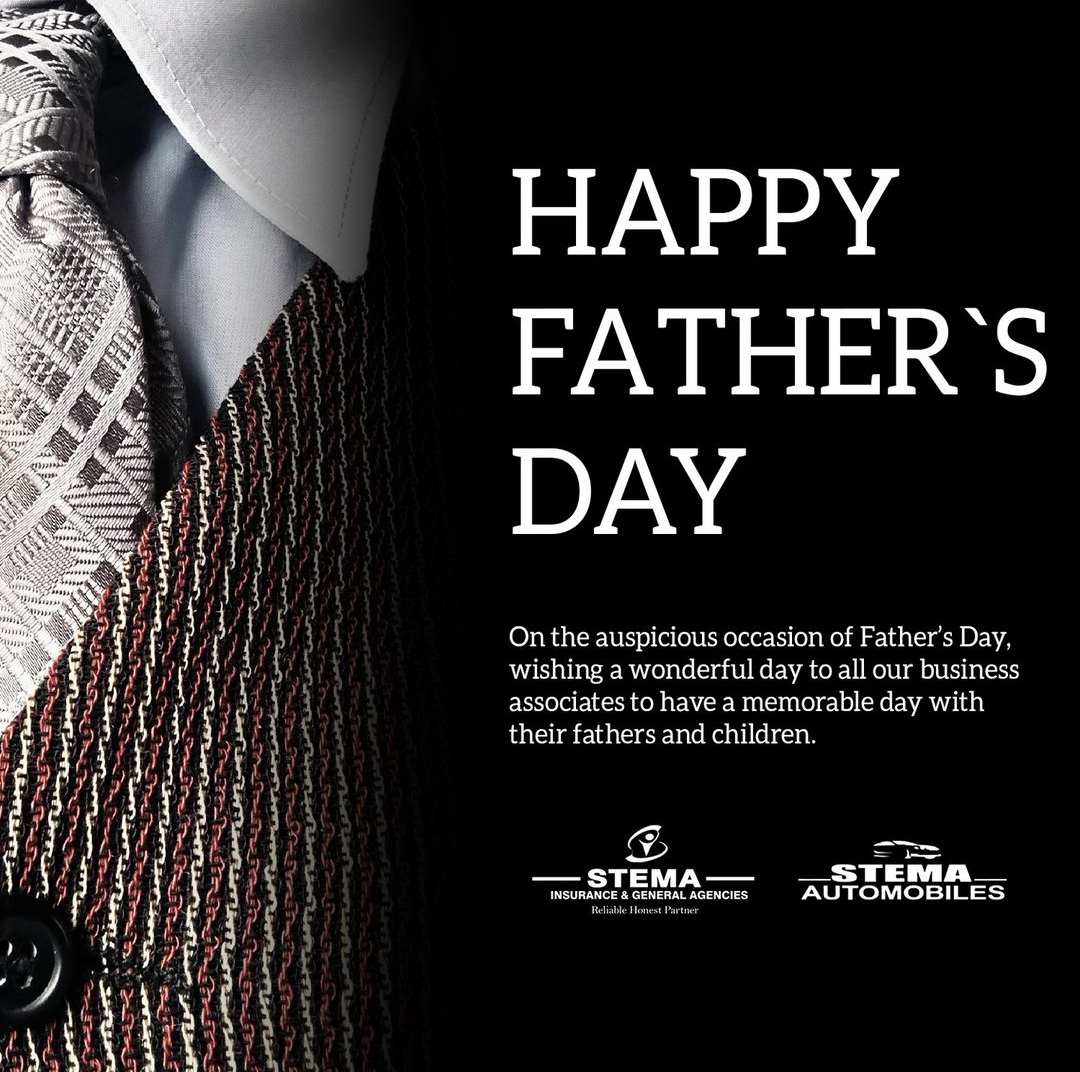 HAPPY
FATHER`S
DAY
On the auspicious occasion of Father’s Day,
wishing a wonderful day to all our business
associates to have a memorable day with
their fathers and children.
STEMA
INSURANCE & GENERAL AGENCIES
Reliable Honest Partner
STEMA
AUTOMOBILES